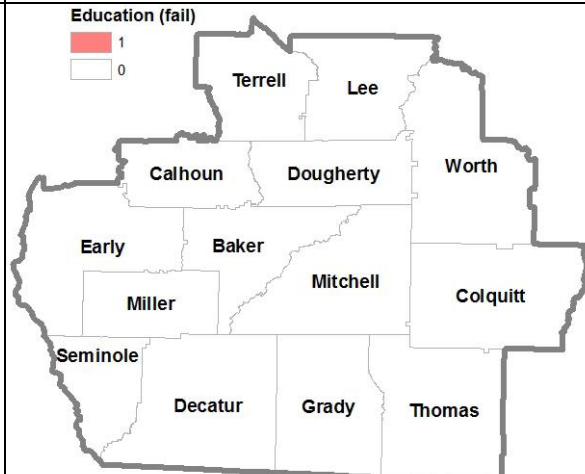 Education (fail)
1
0
Terrell
Lee
Worth
Calhoun
Dougherty
Early
Baker
Mitchell
Colquitt
Miller
Seminole
Decatur
Grady
Thomas